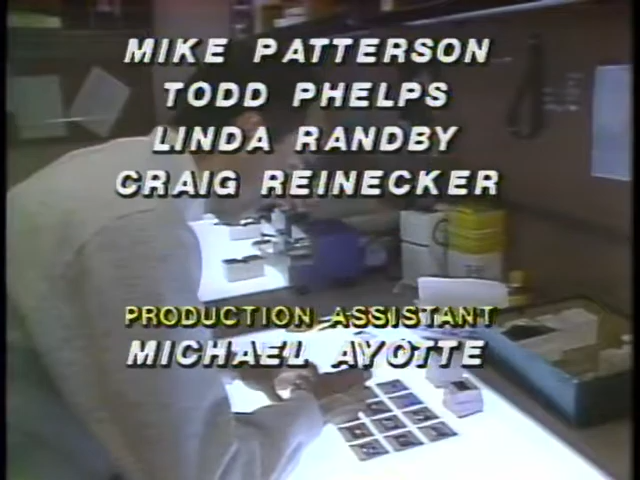 MIKE PATTERSON
TODD PHELPS
LINDA RANDBY
CRAIG REINECKER
PRODUCTION ASSISTANT
MICHAEL AYOTTE